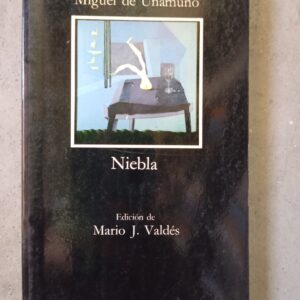 Miguel de Unamuno
Niebla
Edición de
Mario J. Valdés